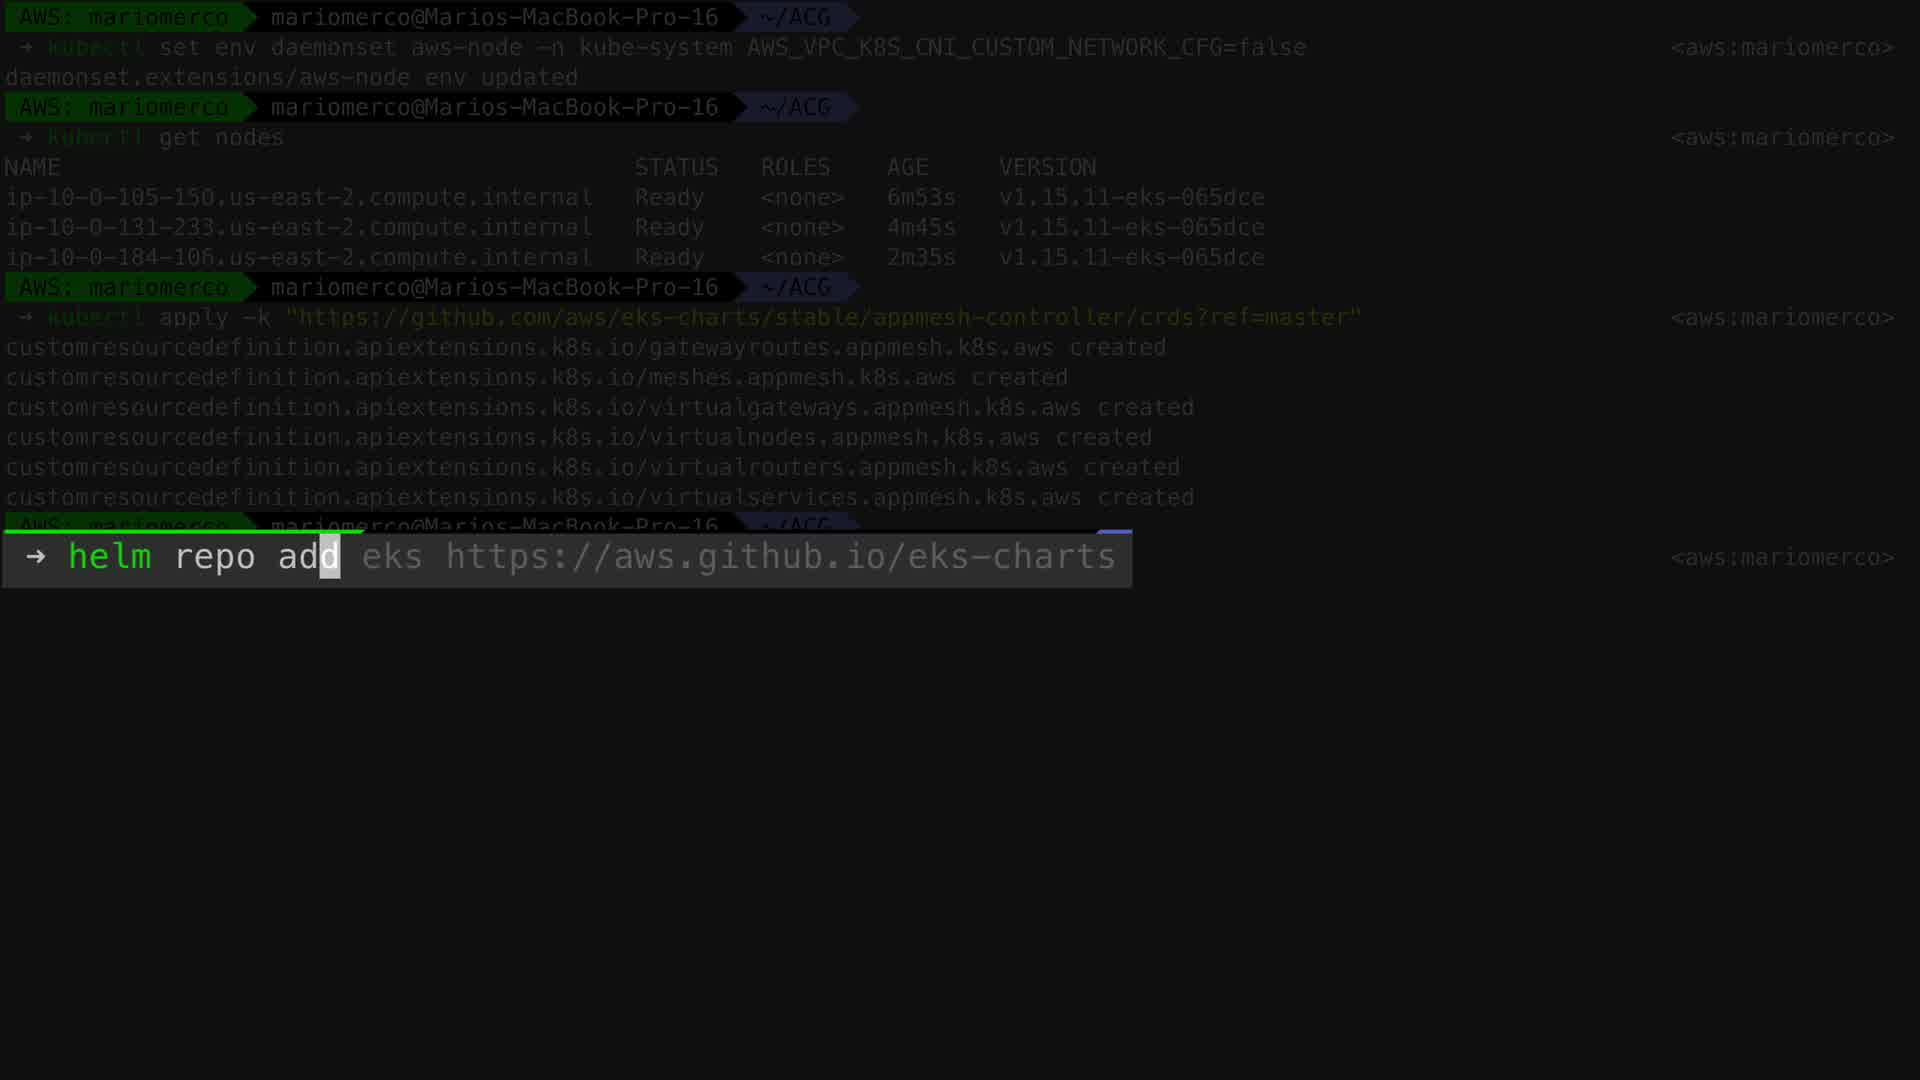 AWS: mariomerco mariomerco@Marios-MacBook-Pro-16 ~/ACG
→ kubectl set env daemonset aws-node -n kube-system AWS_VPC_K8S_CNI_CUSTOM_NETWORK_CFG=false <aws:mariomerco>
daemonset.extensions/aws-node env updated
AWS: mariomerco mariomerco@Marios-MacBook-Pro-16 ~/ACG
→ kubectl get nodes <aws:mariomerco>
NAME STATUS ROLES AGE VERSION
ip-10-0-105-150.us-east-2.compute.internal Ready <none> 6m53s v1.15.11-eks-065dce
ip-10-0-131-233.us-east-2.compute.internal Ready <none> 4m45s v1.15.11-eks-065dce
ip-10-0-184-106.us-east-2.compute.internal Ready <none> 2m35s v1.15.11-eks-065dce
AWS: mariomerco mariomerco@Marios-MacBook-Pro-16 ~/ACG
→ kubectl apply -k "https://github.com/aws/eks-charts/stable/appmesh-controller/crds?ref=master" <aws:mariomerco>
customresourcedefinition.apiextensions.k8s.io/gatewayroutes.appmesh.k8s.aws created
customresourcedefinition.apiextensions.k8s.io/meshes.appmesh.k8s.aws created
customresourcedefinition.apiextensions.k8s.io/virtualgateways.appmesh.k8s.aws created
customresourcedefinition.apiextensions.k8s.io/virtualnodes.appmesh.k8s.aws created
customresourcedefinition.apiextensions.k8s.io/virtualrouters.appmesh.k8s.aws created
customresourcedefinition.apiextensions.k8s.io/virtualservices.appmesh.k8s.aws created
AWS: mariomerco mariomerco@Marios-MacBook-Pro-16 ~/ACG
→ helm repo add eks https://aws.github.io/eks-charts <aws:mariomerco>